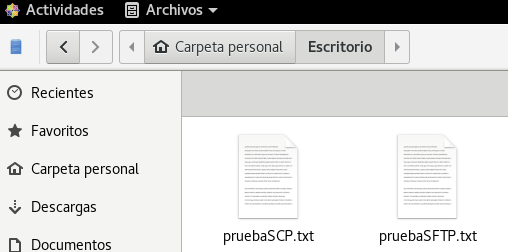 Actividades Archivos
Carpeta personal Escritorio
Recientes
Favoritos
Carpeta personal
Descargas
Documentos
pruebaSCP.txt pruebaSFTP.txt